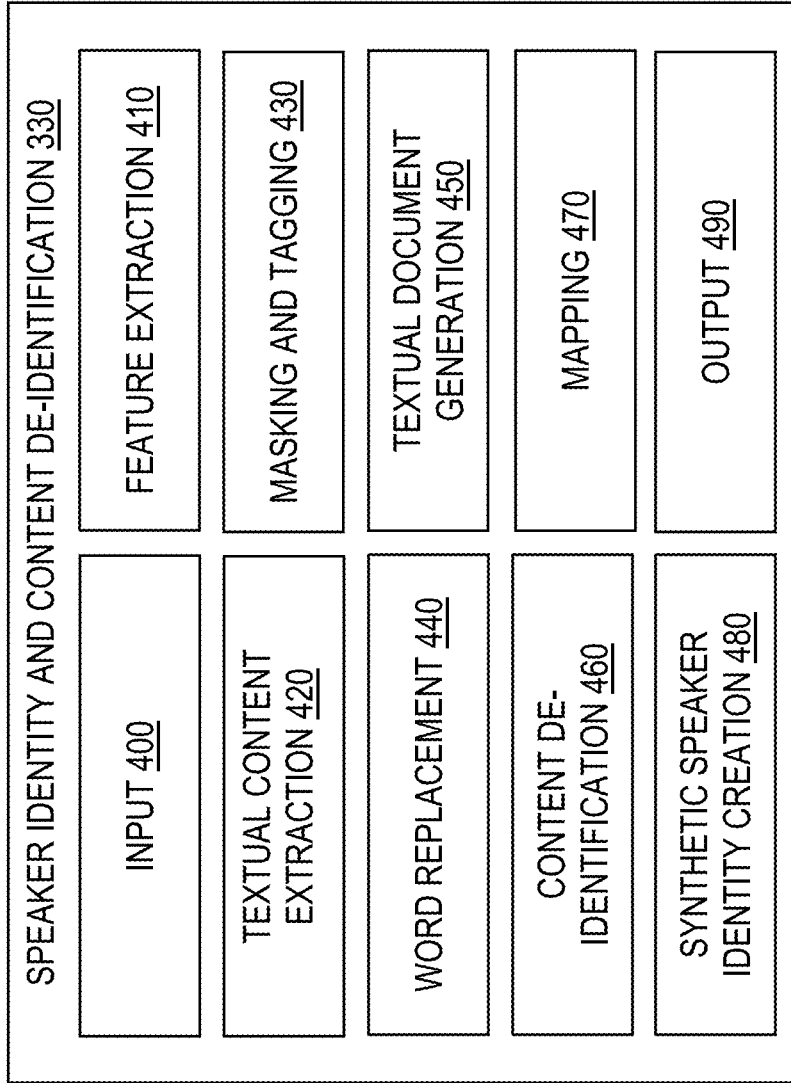 SPEAKER IDENTITY AND CONTENT DE-IDENTIFICATION 330
INPUT 400
FEATURE EXTRACTION 410
TEXTUAL CONTENT
EXTRACTION 420
MASKING AND TAGGING 430
WORD REPLACEMENT 440
TEXTUAL DOCUMENT
GENERATION 450
CONTENT DE-
IDENTIFICATION 460
MAPPING 470
SYNTHETIC SPEAKER
IDENTITY CREATION 480
OUTPUT 490